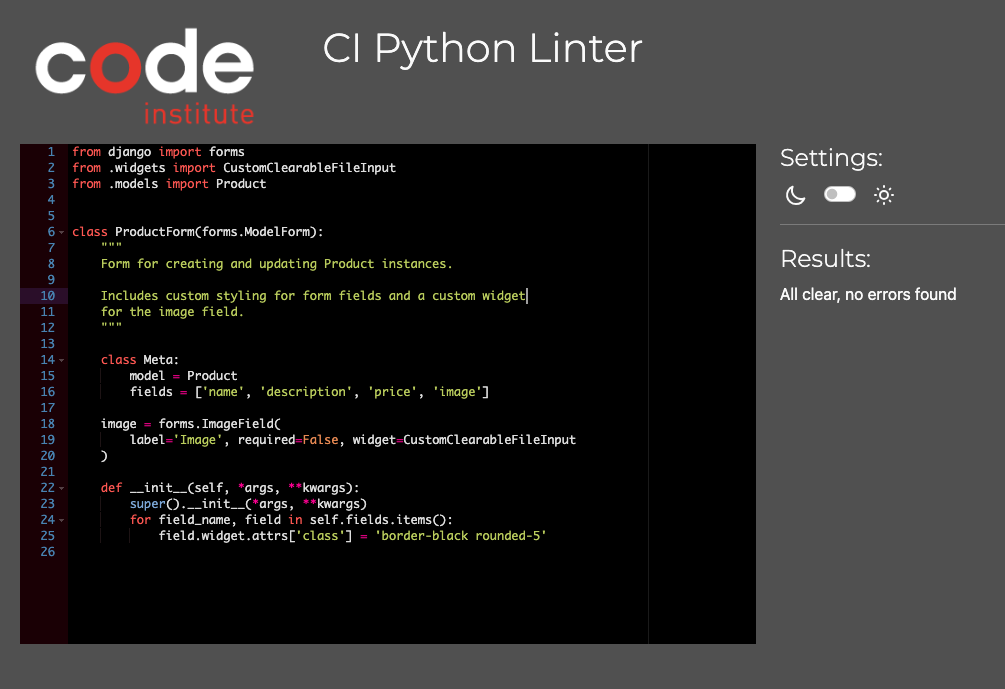 code
institute
CI Python Linter
1 from django import forms
2 from .widgets import CustomClearableFileInput
3 from .models import Product
4
5
6 class ProductForm(forms.ModelForm):
7     """
8     Form for creating and updating Product instances.
9
10     Includes custom styling for form fields and a custom widget
11     for the image field.
12     """
13
14     class Meta:
15         model = Product
16         fields = ['name', 'description', 'price', 'image']
17
18     image = forms.ImageField(
19         label='Image', required=False, widget=CustomClearableFileInput
20     )
21
22     def __init__(self, *args, **kwargs):
23         super().__init__(*args, **kwargs)
24         for field_name, field in self.fields.items():
25             field.widget.attrs['class'] = 'border-black rounded-5'
26
Settings:
Results:
All clear, no errors found